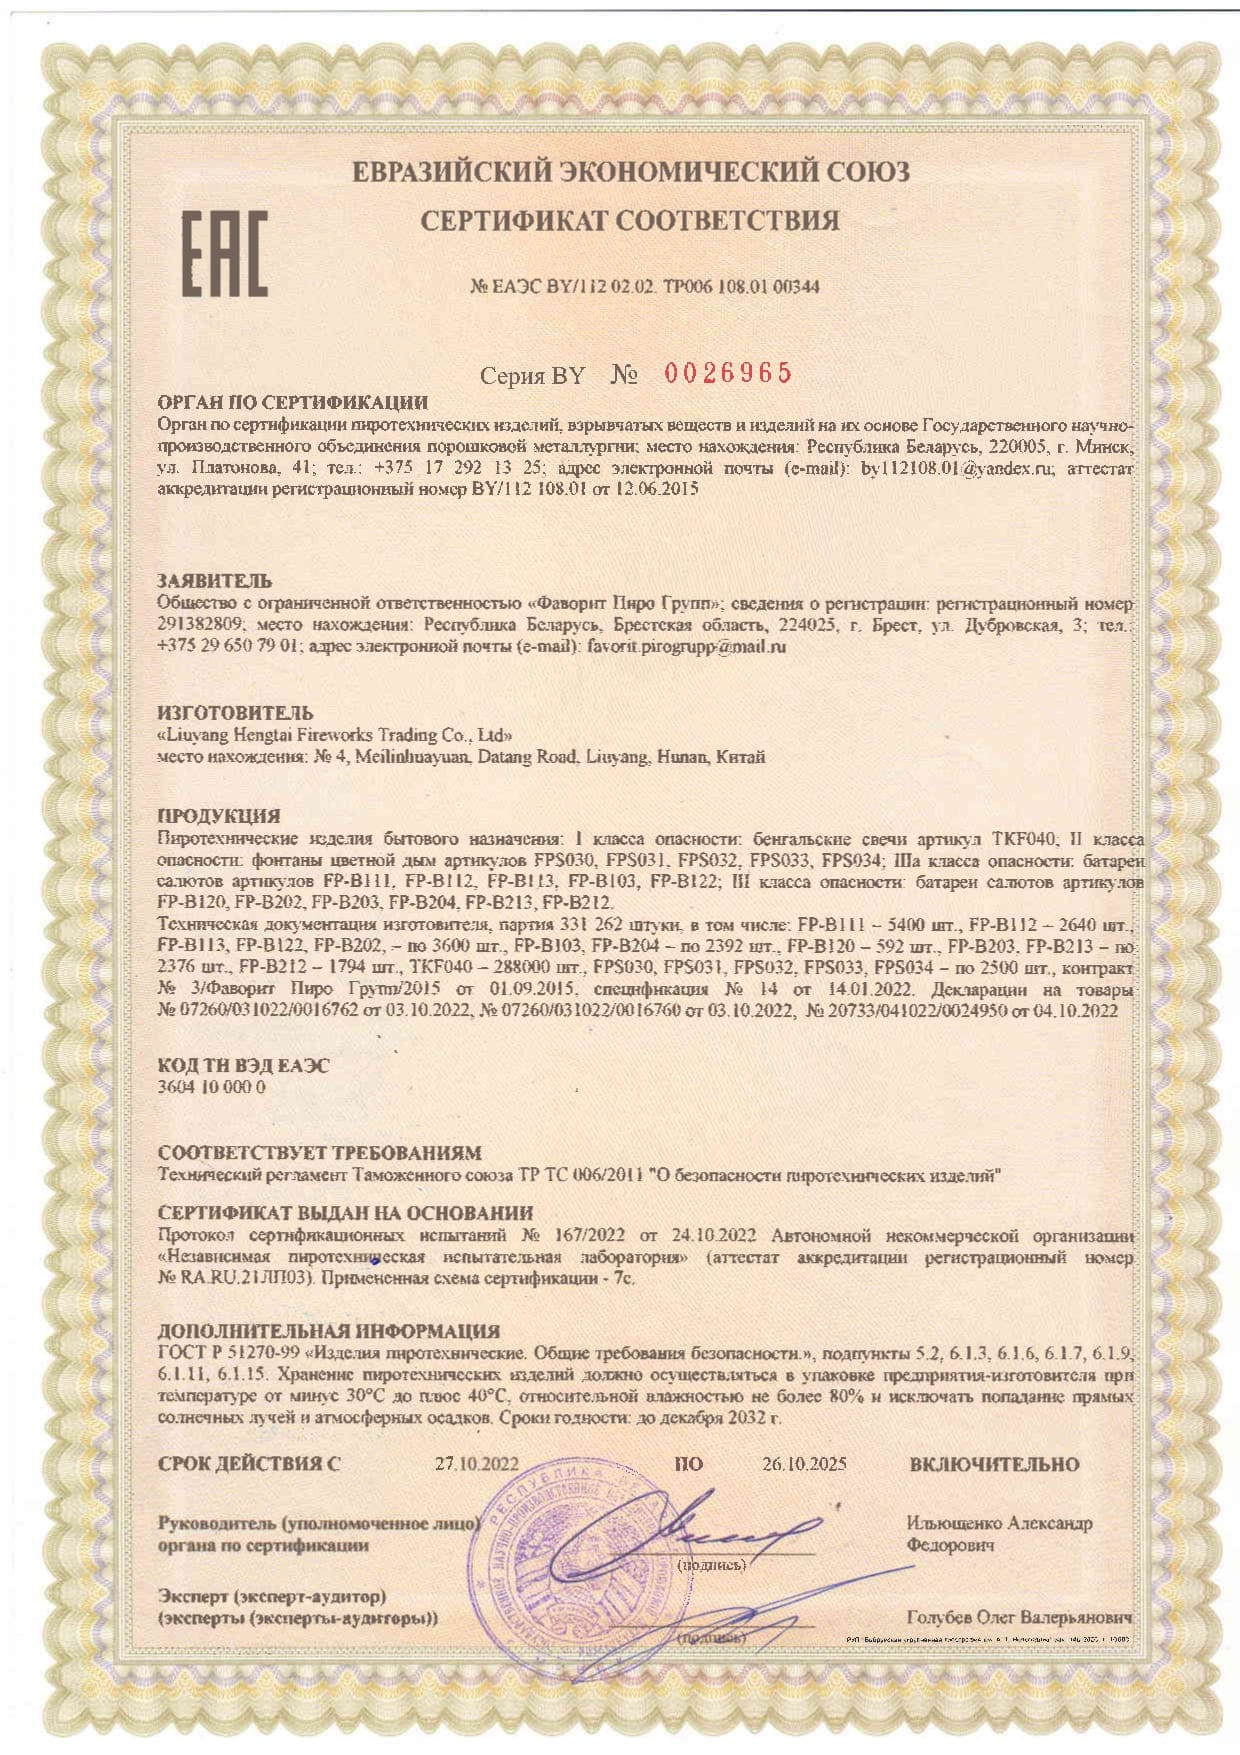 ЕВРАЗИЙСКИЙ ЭКОНОМИЧЕСКИЙ СОЮЗ
СЕРТИФИКАТ СООТВЕТСТВИЯ
ЕАС
№ ЕАЭС BY/112 02.02. ТР006 108.01 00344
Серия BY № 0026965
ОРГАН ПО СЕРТИФИКАЦИИ
Орган по сертификации пиротехнических изделий, взрывчатых веществ и изделий на их основе Государственного научно-
производственного объединения порошковой металлургии; место нахождения: Республика Беларусь, 220005, г. Минск,
ул. Платонова, 41; тел.: +375 17 292 13 25; адрес электронной почты (e-mail): by112108.01@yandex.ru; аттестат
аккредитации регистрационный номер BY/112 108.01 от 12.06.2015
ЗАЯВИТЕЛЬ
Общество с ограниченной ответственностью «Фаворит Пиро Групп»; сведения о регистрации: регистрационный номер
291382809; место нахождения: Республика Беларусь, Брестская область, 224025, г. Брест, ул. Дубровская, 3; тел.:
+375 29 650 79 01; адрес электронной почты (e-mail): favorit.pirogrupp@mail.ru
ИЗГОТОВИТЕЛЬ
«Liuyang Hengtai Fireworks Trading Co., Ltd»
место нахождения: № 4, Meilinhuayuan, Datang Road, Liuyang, Hunan, Китай
ПРОДУКЦИЯ
Пиротехнические изделия бытового назначения: I класса опасности: бенгальские свечи артикул TKF040; II класса
опасности: фонтаны цветной дым артикулов FPS030, FPS031, FPS032, FPS033, FPS034; IIIа класса опасности: батареи
салютов артикулов FP-B111, FP-B112, FP-B113, FP-B103, FP-B122; III класса опасности: батареи салютов артикулов
FP-B120, FP-B202, FP-B203, FP-B204, FP-B213, FP-B212.
Техническая документация изготовителя, партия 331 262 штуки, в том числе: FP-B111 – 5400 шт., FP-B112 – 2640 шт.,
FP-B113, FP-B122, FP-B202, – по 3600 шт., FP-B103, FP-B204 – по 2392 шт., FP-B120 – 592 шт., FP-B203, FP-B213 – по
2376 шт., FP-B212 – 1794 шт., TKF040 – 288000 шт., FPS030, FPS031, FPS032, FPS033, FPS034 – по 2500 шт., контракт
№ 3/Фаворит Пиро Групп/2015 от 01.09.2015, спецификация № 14 от 14.01.2022. Декларации на товары
№ 07260/031022/0016762 от 03.10.2022, № 07260/031022/0016760 от 03.10.2022, № 20733/041022/0024950 от 04.10.2022
КОД ТН ВЭД ЕАЭС
3604 10 000 0
СООТВЕТСТВУЕТ ТРЕБОВАНИЯМ
Технический регламент Таможенного союза ТР ТС 006/2011 "О безопасности пиротехнических изделий"
СЕРТИФИКАТ ВЫДАН НА ОСНОВАНИИ
Протокол сертификационных испытаний № 167/2022 от 24.10.2022 Автономной некоммерческой организации
«Независимая пиротехническая испытательная лаборатория» (аттестат аккредитации регистрационный номер
№ RA.RU.21ЛП03). Примененная схема сертификации - 7с.
ДОПОЛНИТЕЛЬНАЯ ИНФОРМАЦИЯ
ГОСТ Р 51270-99 «Изделия пиротехнические. Общие требования безопасности.», подпункты 5.2, 6.1.3, 6.1.6, 6.1.7, 6.1.9,
6.1.11, 6.1.15. Хранение пиротехнических изделий должно осуществляться в упаковке предприятия-изготовителя при
температуре от минус 30°С до плюс 40°С, относительной влажностью не более 80% и исключать попадание прямых
солнечных лучей и атмосферных осадков. Сроки годности: до декабря 2032 г.
СРОК ДЕЙСТВИЯ С 27.10.2022 ПО 26.10.2025 ВКЛЮЧИТЕЛЬНО
Руководитель (уполномоченное лицо)
органа по сертификации
(подпись)
Ильющенко Александр
Федорович
Эксперт (эксперт-аудитор)
(эксперты (эксперты-аудиторы))
(подпись)
Голубев Олег Валерьянович